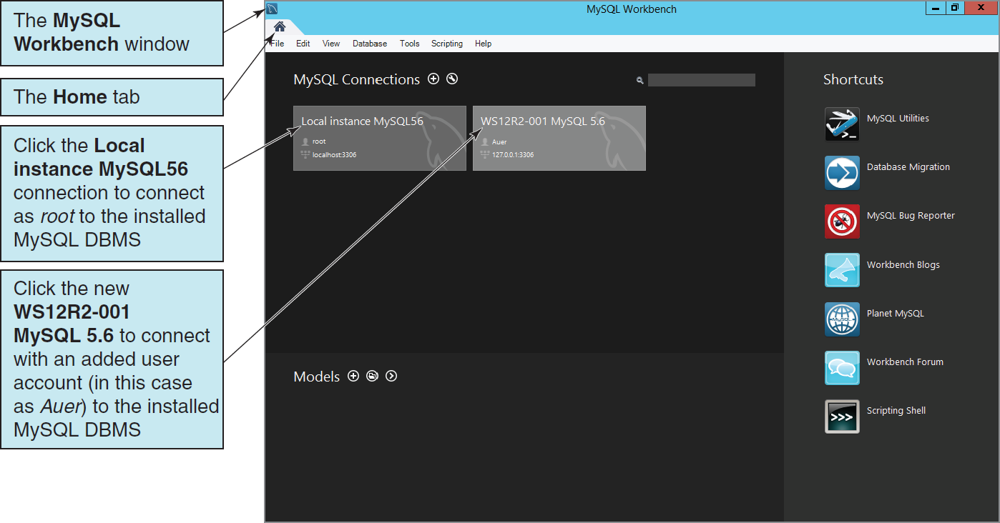 The MySQL
Workbench window
The Home tab
Click the Local
instance MySQL56
connection to connect
as root to the installed
MySQL DBMS
Click the new
WS12R2-001
MySQL 5.6 to connect
with an added user
account (in this case
as Auer) to the installed
MySQL DBMS
MySQL Workbench
File Edit View Database Tools Scripting Help
MySQL Connections
Local instance MySQL56
root
localhost:3306
WS12R2-001 MySQL 5.6
Auer
127.0.0.1:3306
Models
Shortcuts
MySQL Utilities
Database Migration
MySQL Bug Reporter
Workbench Blogs
MySQL
Planet MySQL
Workbench Forum
>>>
Scripting Shell